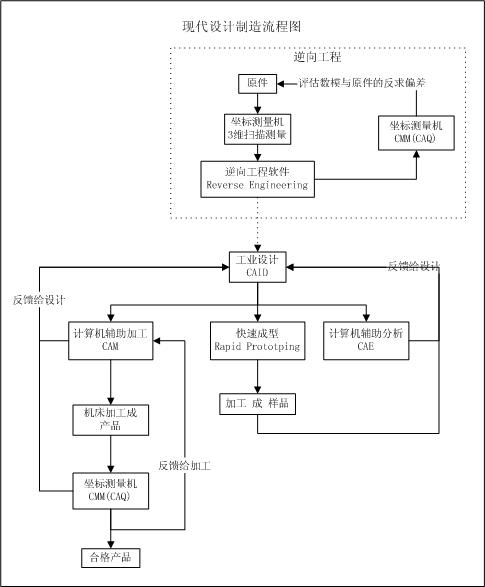 现代设计制造流程图
逆向工程
原件
评估数模与原件的反求偏差
坐标测量机
3维扫描测量
坐标测量机
CMM(CAQ)
逆向工程软件
Reverse Engineering
工业设计
CAID
反馈给设计
反馈给设计
计算机辅助加工
CAM
快速成型
Rapid Prototping
计算机辅助分析
CAE
加工 成 样品
机床加工成
产品
反馈给加工
坐标测量机
CMM(CAQ)
合格产品